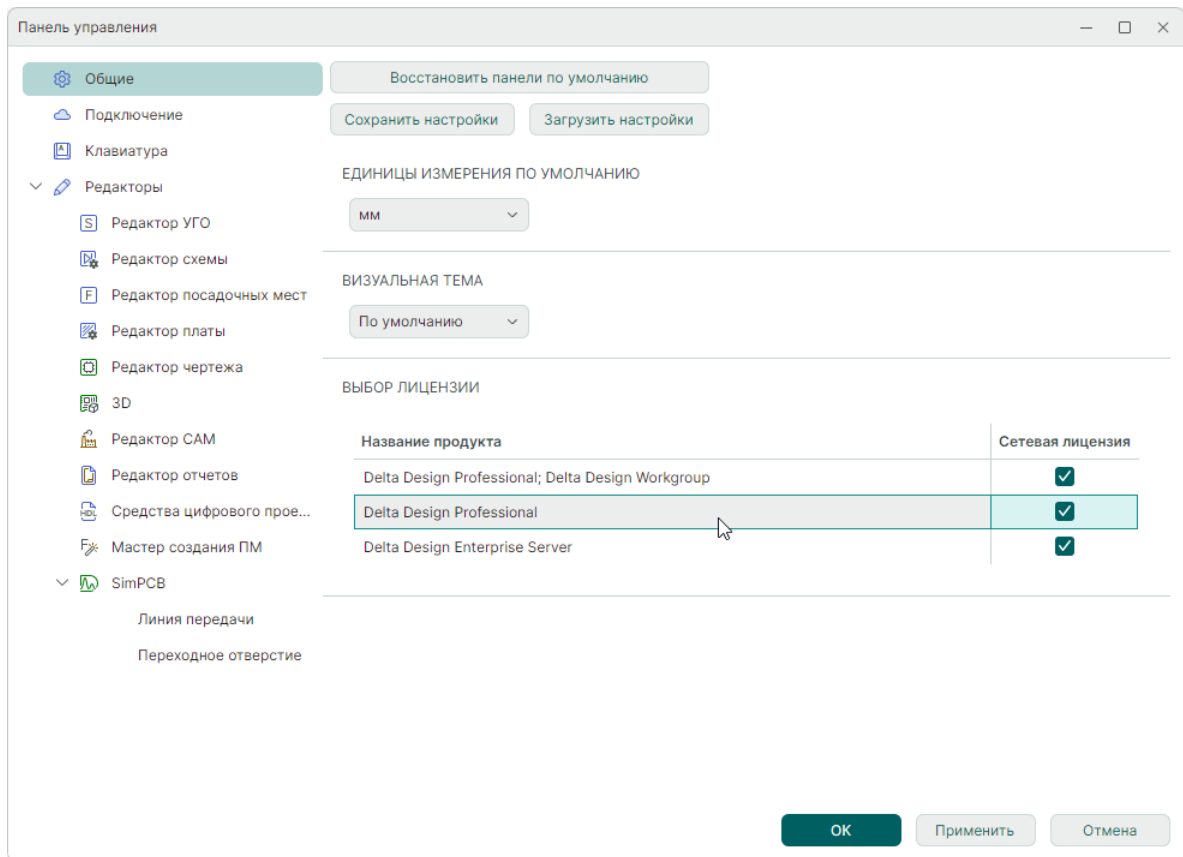 Панель управления
Общие
Подключение
Клавиатура
Редакторы
S Редактор УГО
Редактор схемы
F Редактор посадочных мест
Редактор платы
Редактор чертежа
3D
Редактор CAM
Редактор отчетов
HDL Средства цифрового прое...
Мастер создания ПМ
SimPCB
Линия передачи
Переходное отверстие
Восстановить панели по умолчанию
Сохранить настройки Загрузить настройки
ЕДИНИЦЫ ИЗМЕРЕНИЯ ПО УМОЛЧАНИЮ
мм
ВИЗУАЛЬНАЯ ТЕМА
По умолчанию
ВЫБОР ЛИЦЕНЗИИ
Название продукта Сетевая лицензия
Delta Design Professional; Delta Design Workgroup
Delta Design Professional
Delta Design Enterprise Server
ОК Применить Отмена